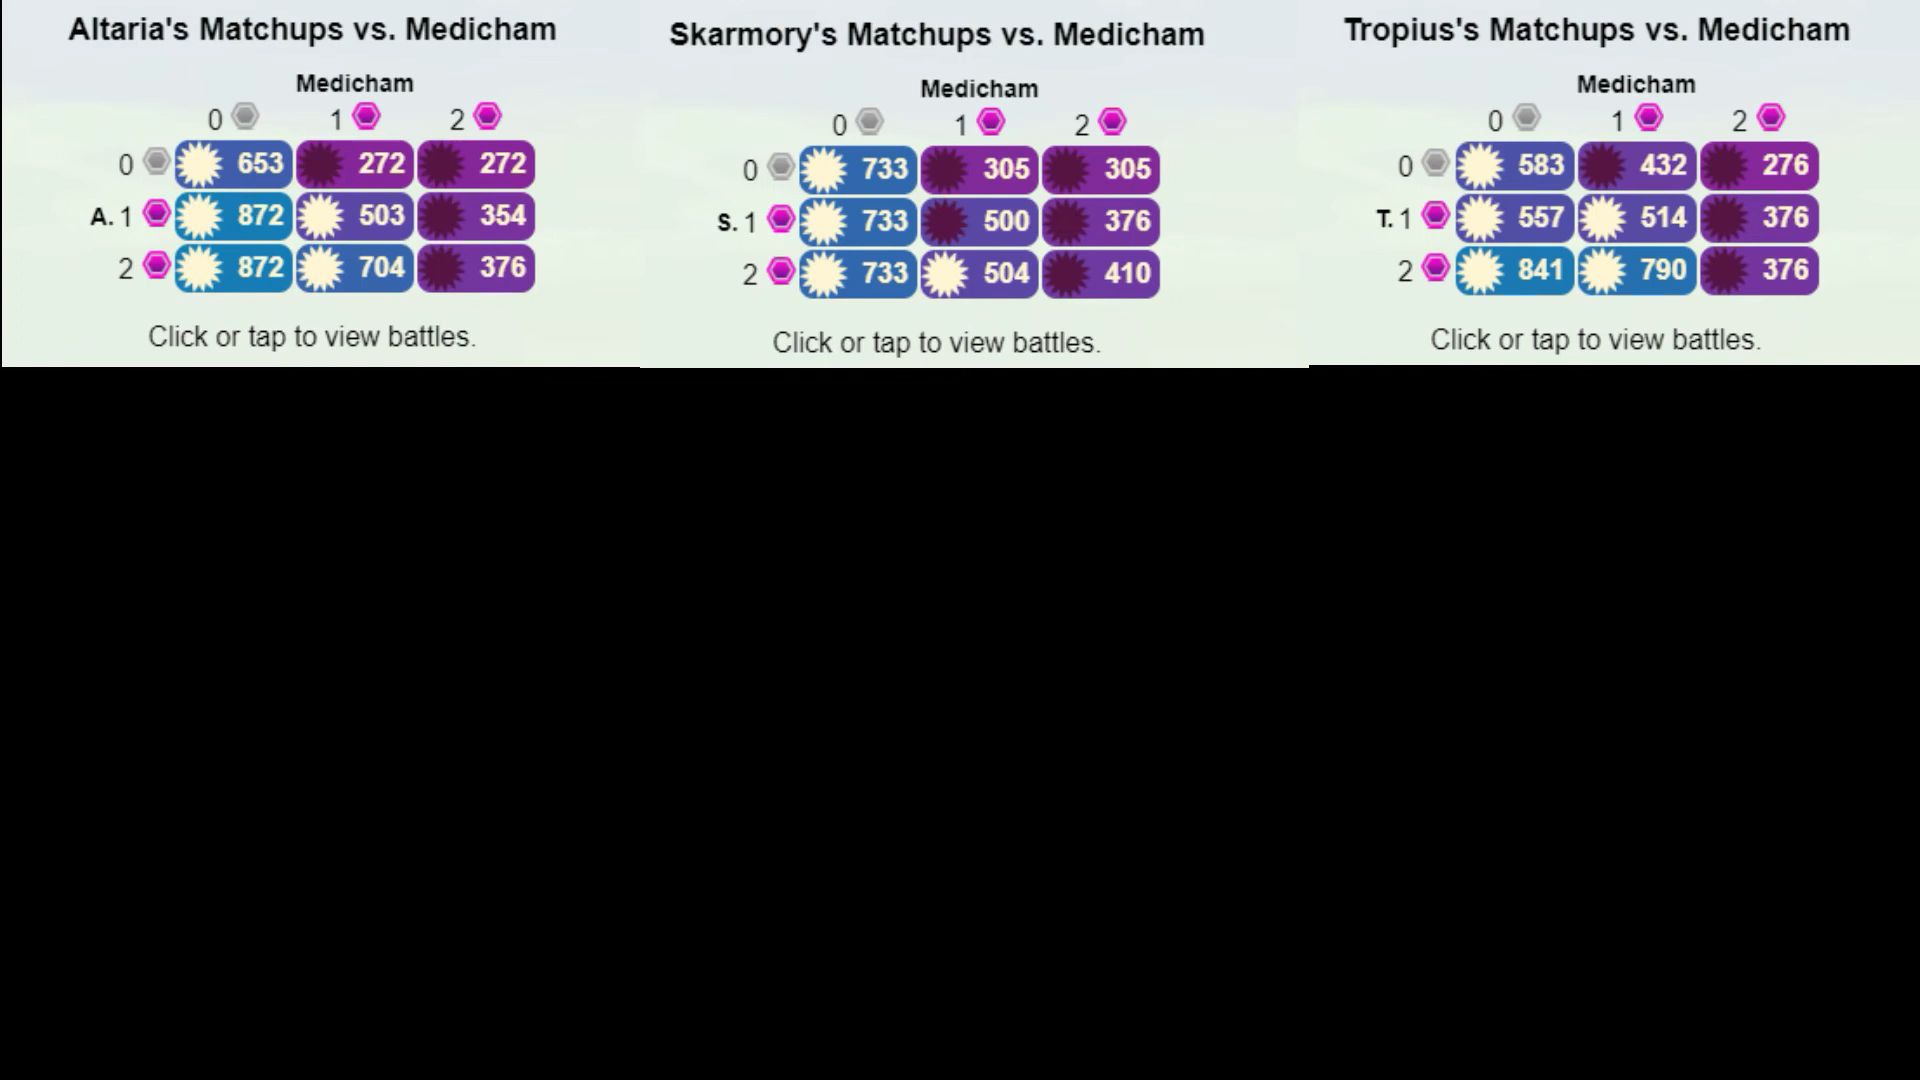 Altaria's Matchups vs. Medicham
Medicham
0 1 2
0 653 272 272
A. 1 872 503 354
2 872 704 376
Click or tap to view battles.
Skarmory's Matchups vs. Medicham
Medicham
0 1 2
0 733 305 305
S. 1 733 500 376
2 733 504 410
Click or tap to view battles.
Tropius's Matchups vs. Medicham
Medicham
0 1 2
0 583 432 276
T. 1 557 514 376
2 841 790 376
Click or tap to view battles.